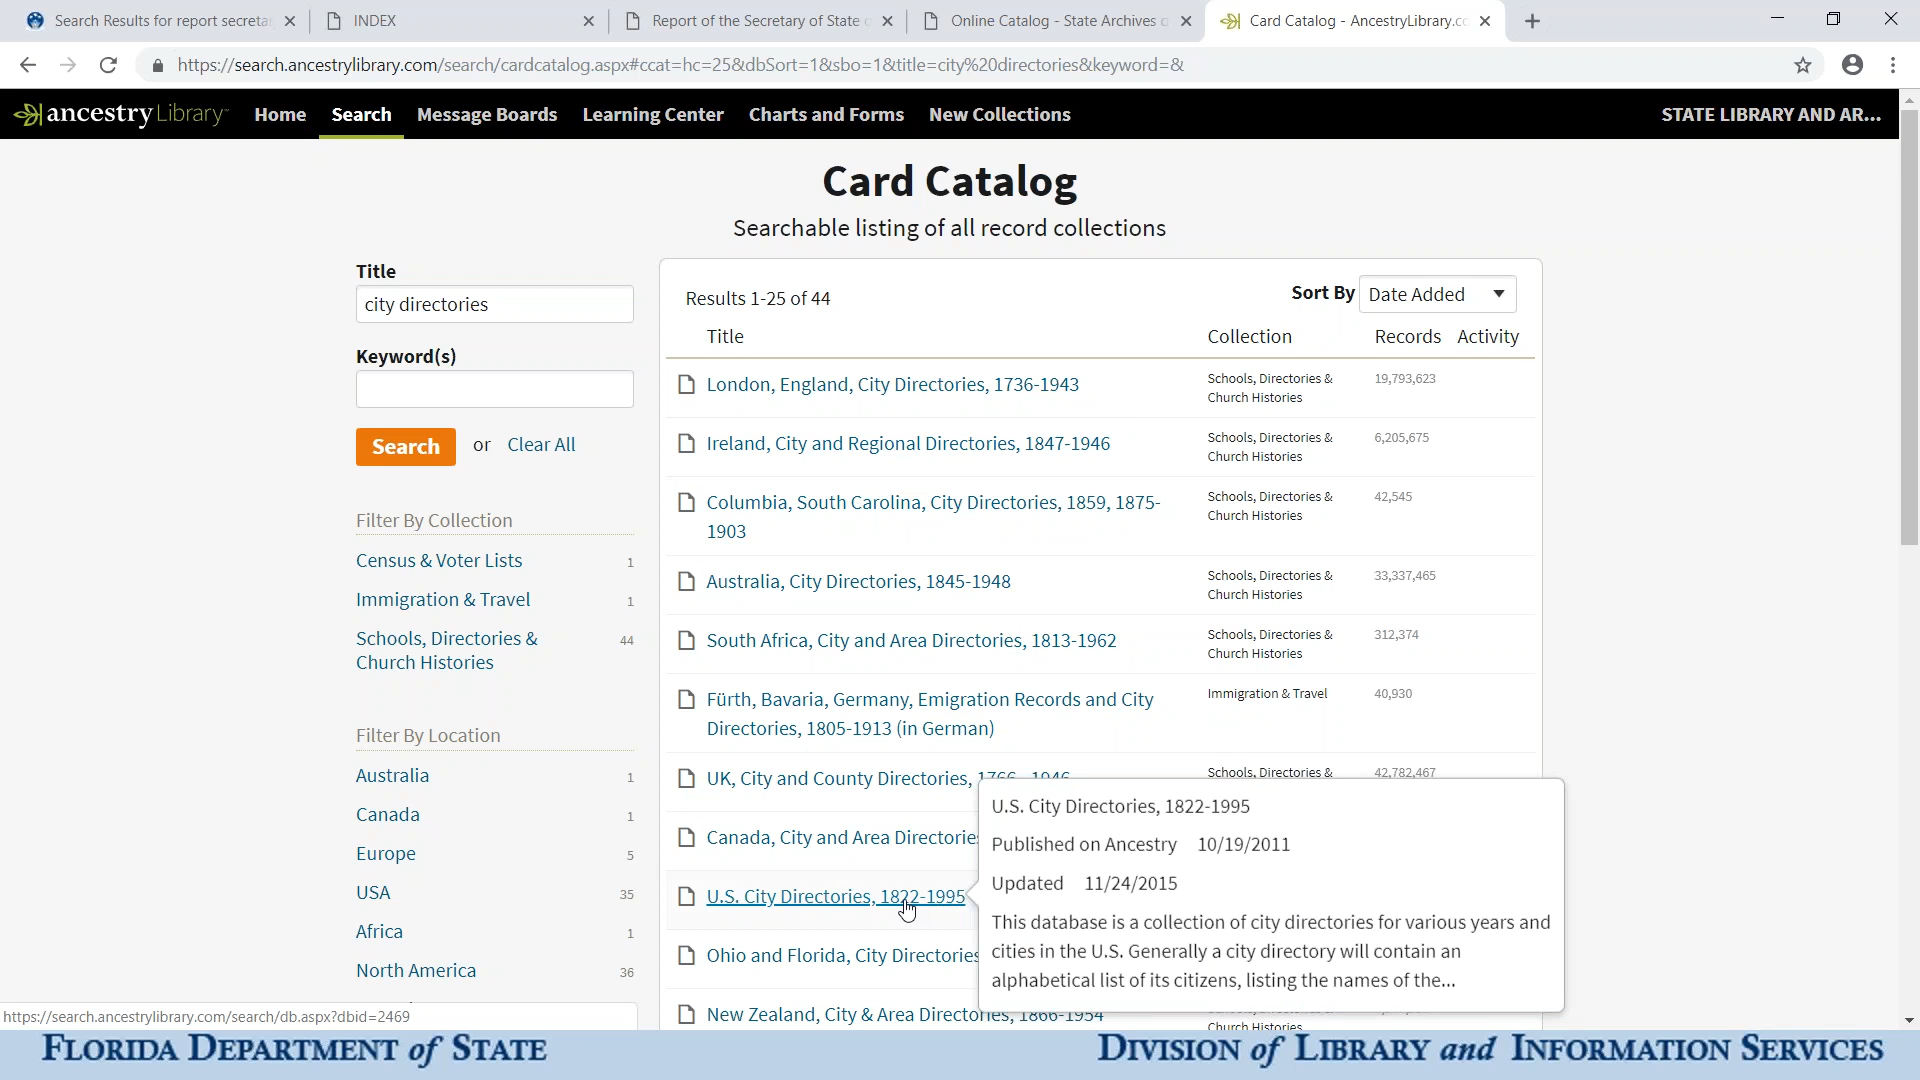 Search Results for report secreta
INDEX
Report of the Secretary of State
Online Catalog - State Archives
Card Catalog - AncestryLibrary.co
https://search.ancestrylibrary.com/search/cardcatalog.aspx#ccat=hc=25&dbSort=1&sbo=1&title=city%20directories&keyword=&
ancestryLibrary Home Search Message Boards Learning Center Charts and Forms New Collections STATE LIBRARY AND AR...
Card Catalog
Searchable listing of all record collections
Title
city directories
Keyword(s)
Search or Clear All
Filter By Collection
Census & Voter Lists 1
Immigration & Travel 1
Schools, Directories & 44
Church Histories
Filter By Location
Australia 1
Canada 1
Europe 5
USA 35
Africa 1
North America 36
Results 1-25 of 44
Sort By Date Added
Title Collection Records Activity
London, England, City Directories, 1736-1943
Schools, Directories &
Church Histories
19,793,623
Ireland, City and Regional Directories, 1847-1946
Schools, Directories &
Church Histories
6,205,675
Columbia, South Carolina, City Directories, 1859, 1875-
1903
Schools, Directories &
Church Histories
42,545
Australia, City Directories, 1845-1948
Schools, Directories &
Church Histories
33,337,465
South Africa, City and Area Directories, 1813-1962
Schools, Directories &
Church Histories
312,374
Fürth, Bavaria, Germany, Emigration Records and City
Directories, 1805-1913 (in German)
Immigration & Travel
40,930
UK, City and County Directories, 1766 - 1946
Schools, Directories &
42,782,467
Canada, City and Area Directories
U.S. City Directories, 1822-1995
Ohio and Florida, City Directories
New Zealand, City & Area Directories, 1866-1954
Church Histories
U.S. City Directories, 1822-1995
Published on Ancestry 10/19/2011
Updated 11/24/2015
This database is a collection of city directories for various years and
cities in the U.S. Generally a city directory will contain an
alphabetical list of its citizens, listing the names of the...
https://search.ancestrylibrary.com/search/db.aspx?dbid=2469
FLORIDA DEPARTMENT of STATE
DIVISION of LIBRARY and INFORMATION SERVICES